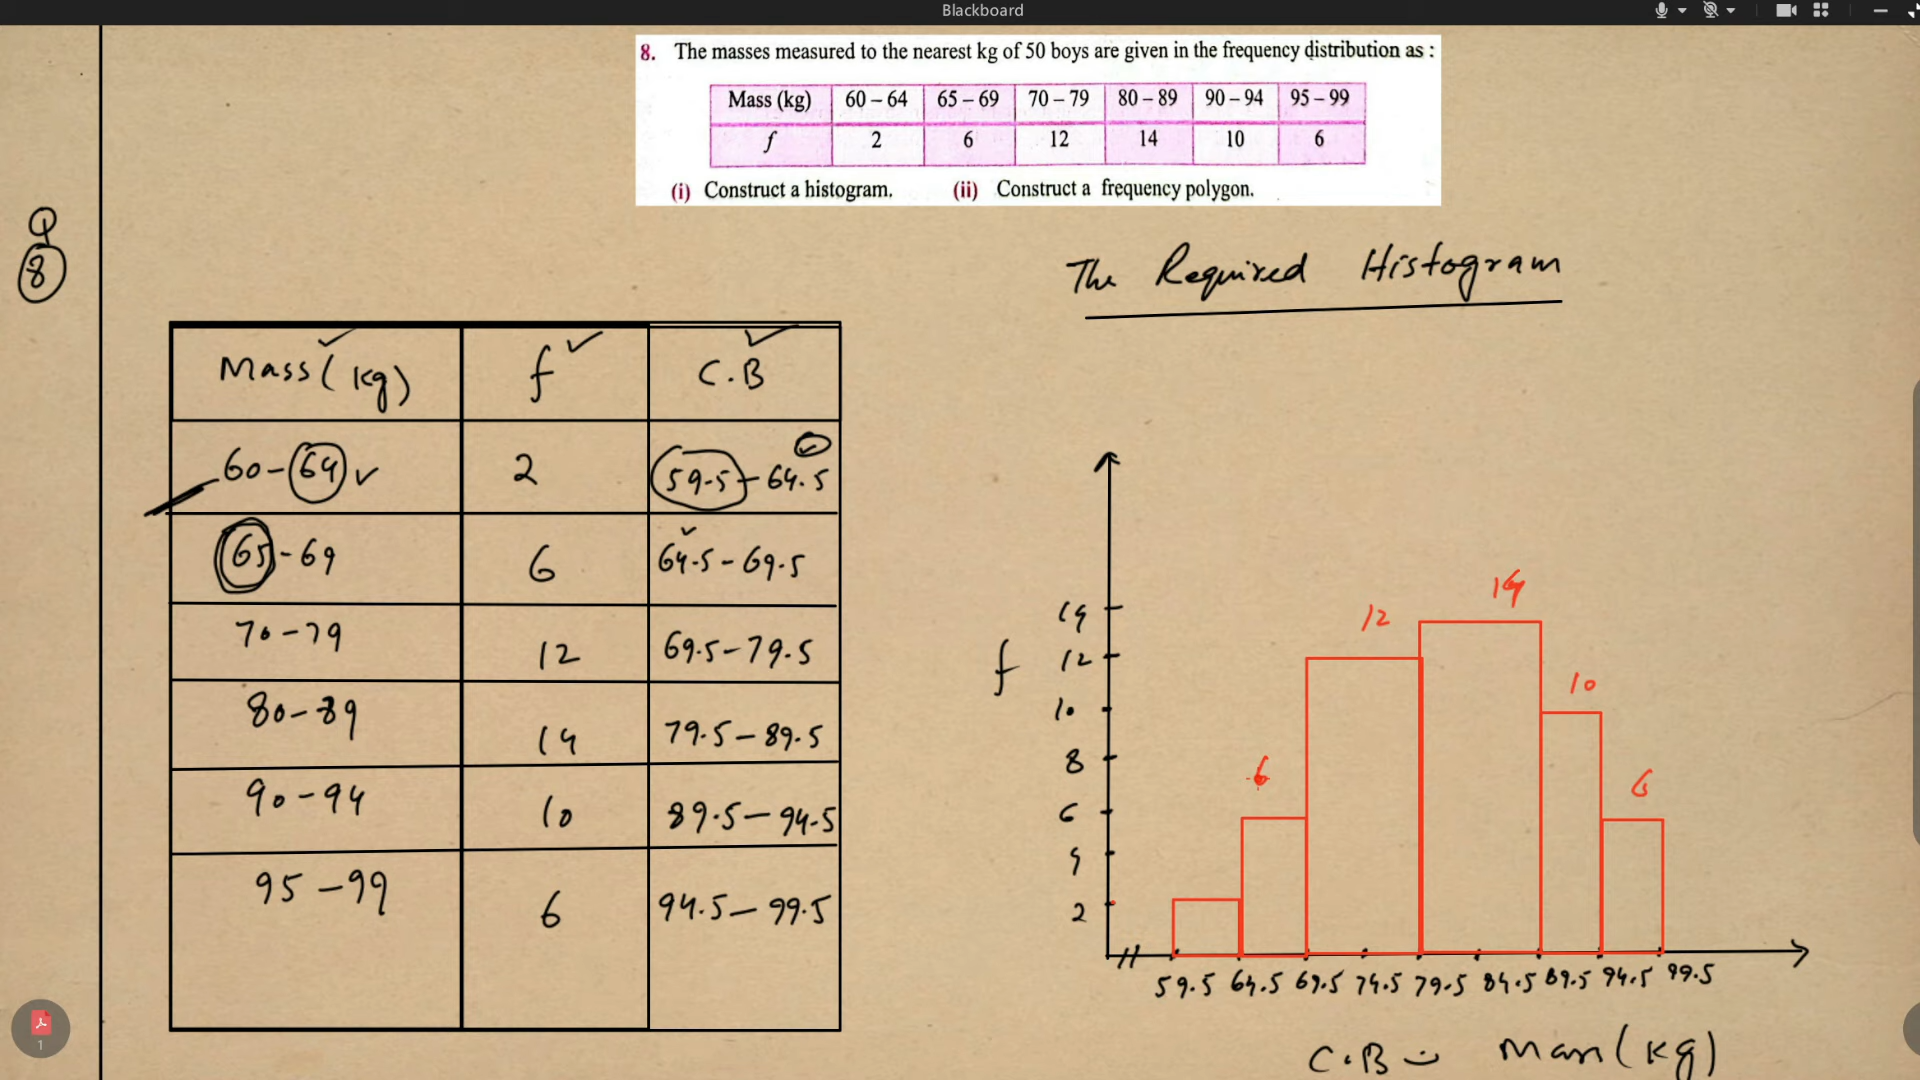 Blackboard
8. The masses measured to the nearest kg of 50 boys are given in the frequency distribution as :
Mass (kg) 60 – 64 65 – 69 70 – 79 80 – 89 90 – 94 95 – 99
f 2 6 12 14 10 6
(i) Construct a histogram. (ii) Construct a frequency polygon.
Q
8
The Required Histogram
Mass (kg) f C.B
60-64 2 59.5-64.5
65-69 6 64.5-69.5
70-79 12 69.5-79.5
80-89 14 79.5-89.5
90-94 10 89.5-94.5
95-99 6 94.5-99.5
14
12
10
8
6
4
2
f
6
12
14
10
6
59.5 64.5 69.5 74.5 79.5 84.5 89.5 94.5 99.5
C.B Mass (kg)
1